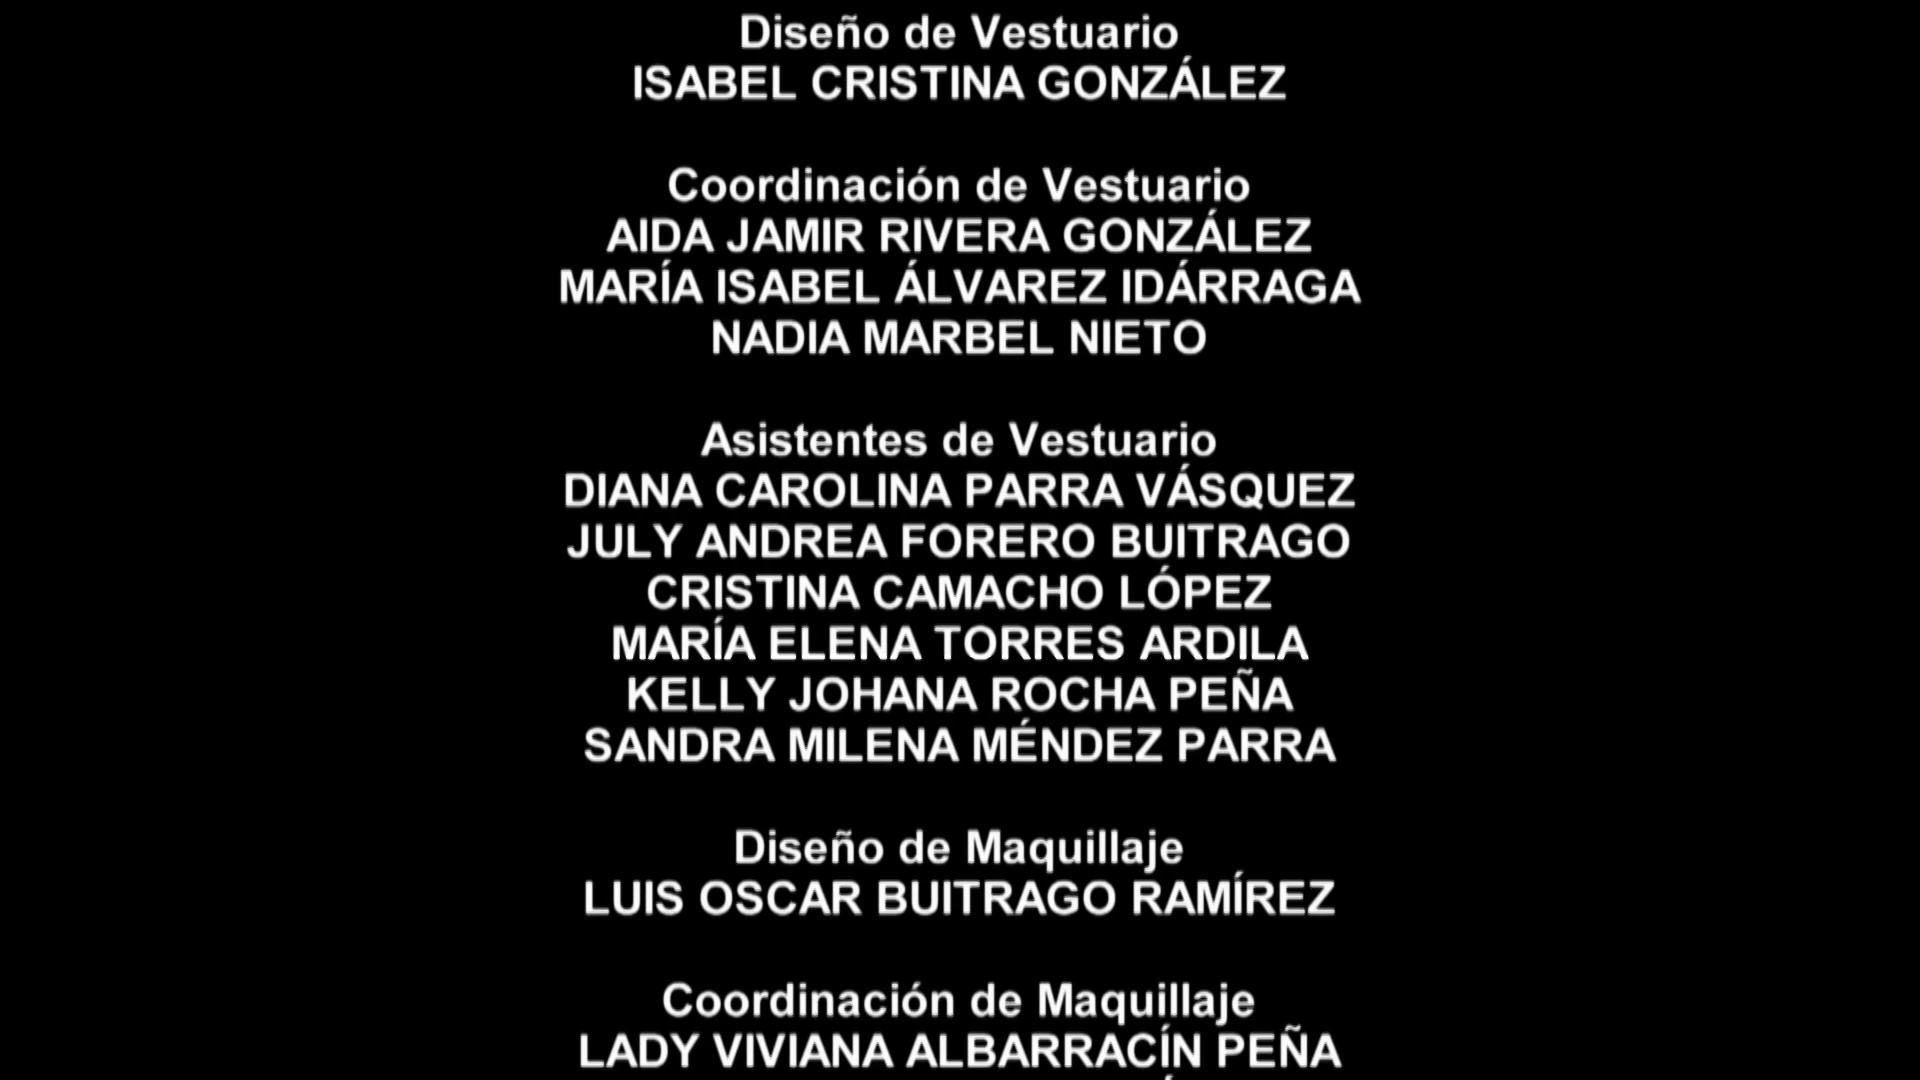 Diseño de Vestuario
ISABEL CRISTINA GONZÁLEZ
Coordinación de Vestuario
AIDA JAMIR RIVERA GONZÁLEZ
MARÍA ISABEL ÁLVAREZ IDÁRRAGA
NADIA MARBEL NIETO
Asistentes de Vestuario
DIANA CAROLINA PARRA VÁSQUEZ
JULY ANDREA FORERO BUITRAGO
CRISTINA CAMACHO LÓPEZ
MARÍA ELENA TORRES ARDILA
KELLY JOHANA ROCHA PEÑA
SANDRA MILENA MÉNDEZ PARRA
Diseño de Maquillaje
LUIS OSCAR BUITRAGO RAMÍREZ
Coordinación de Maquillaje
LADY VIVIANA ALBARRACÍN PEÑA